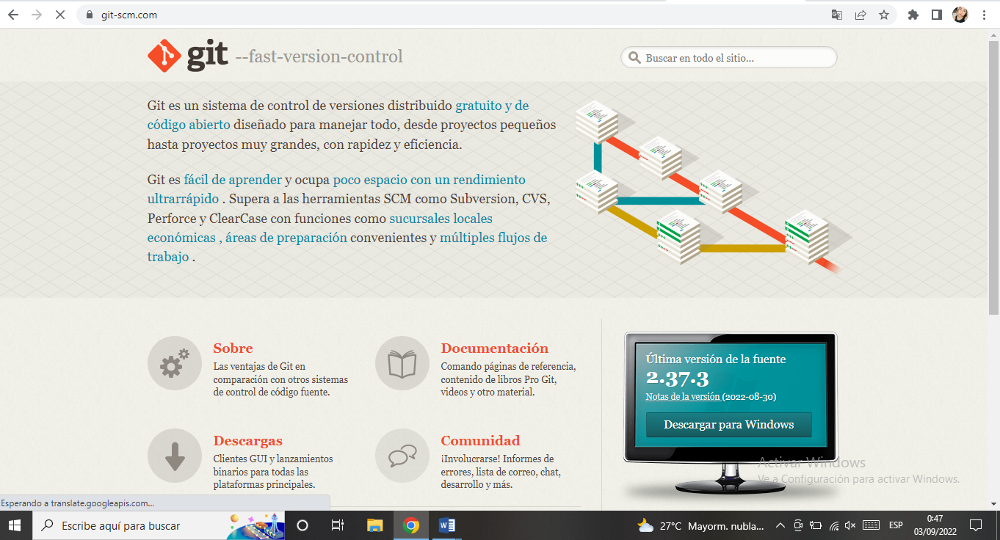 git-scm.com
git --fast-version-control
Buscar en todo el sitio...
Git es un sistema de control de versiones distribuido gratuito y de
código abierto diseñado para manejar todo, desde proyectos pequeños
hasta proyectos muy grandes, con rapidez y eficiencia.
Git es fácil de aprender y ocupa poco espacio con un rendimiento
ultrarrápido . Supera a las herramientas SCM como Subversion, CVS,
Perforce y ClearCase con funciones como sucursales locales
económicas , áreas de preparación convenientes y múltiples flujos de
trabajo .
Sobre
Las ventajas de Git en
comparación con otros sistemas
de control de código fuente.
Documentación
Comando páginas de referencia,
contenido de libros Pro Git,
videos y otro material.
Descargas
Clientes GUI y lanzamientos
binarios para todas las
plataformas principales.
Comunidad
¡Involucrarse! Informes de
errores, lista de correo, chat,
desarrollo y más.
Última versión de la fuente
2.37.3
Notas de la versión (2022-08-30)
Descargar para Windows
Activar Windows
Ve a Configuración para activar Windows.
Esperando a translate.googleapis.com...
Escribe aquí para buscar
27°C Mayorm. nubla...
ESP
0:47
03/09/2022